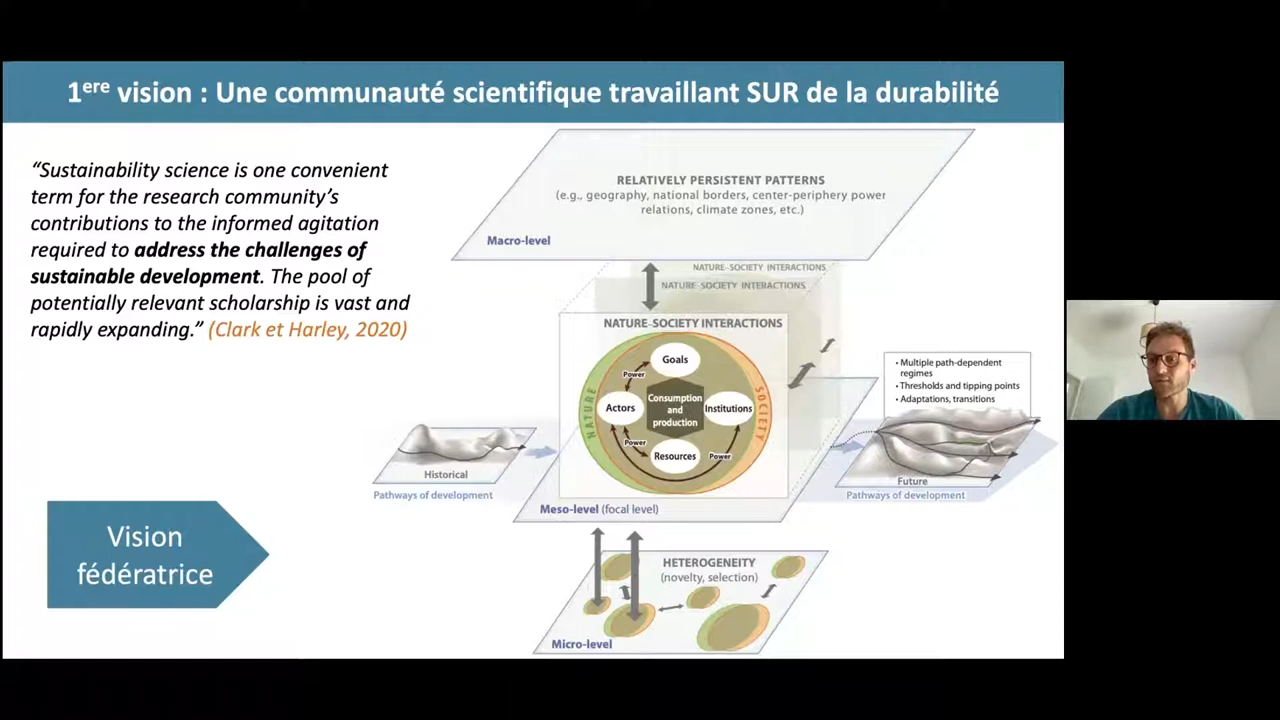 1ere vision : Une communauté scientifique travaillant SUR de la durabilité
“Sustainability science is one convenient
term for the research community’s
contributions to the informed agitation
required to address the challenges of
sustainable development. The pool of
potentially relevant scholarship is vast and
rapidly expanding.” (Clark et Harley, 2020)
Vision
fédératrice
RELATIVELY PERSISTENT PATTERNS
(e.g., geography, national borders, center-periphery power
relations, climate zones, etc.)
Macro-level
NATURE–SOCIETY INTERACTIONS
NATURE–SOCIETY INTERACTIONS
NATURE–SOCIETY INTERACTIONS
Goals
Power
NATURE
Actors
Consumption
and
production
Institutions
SOCIETY
Power
Resources
Power
Meso-level (focal level)
Historical
Pathways of development
• Multiple path-dependent
regimes
• Thresholds and tipping points
• Adaptations, transitions
Future
Pathways of development
HETEROGENEITY
(novelty, selection)
Micro-level